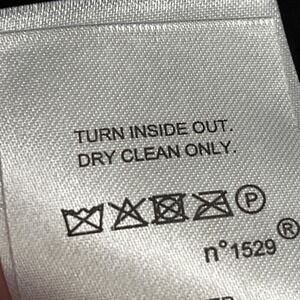 TURN INSIDE OUT.
DRY CLEAN ONLY.
P
n°1529®